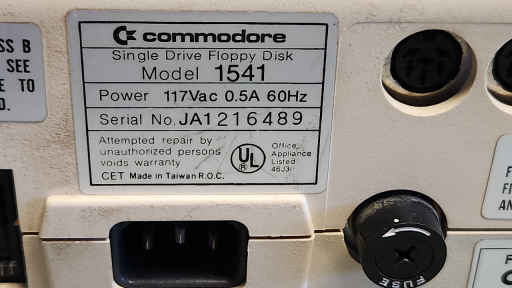 commodore
Single Drive Floppy Disk
Model 1541
Power 117Vac 0.5A 60Hz
Serial No. JA1216489
Attempted repair by
unauthorized persons
voids warranty
UL
Office
Appliance
Listed
CET Made in Taiwan R.O.C.
SS B
SEE
E TO
D.
FUSE